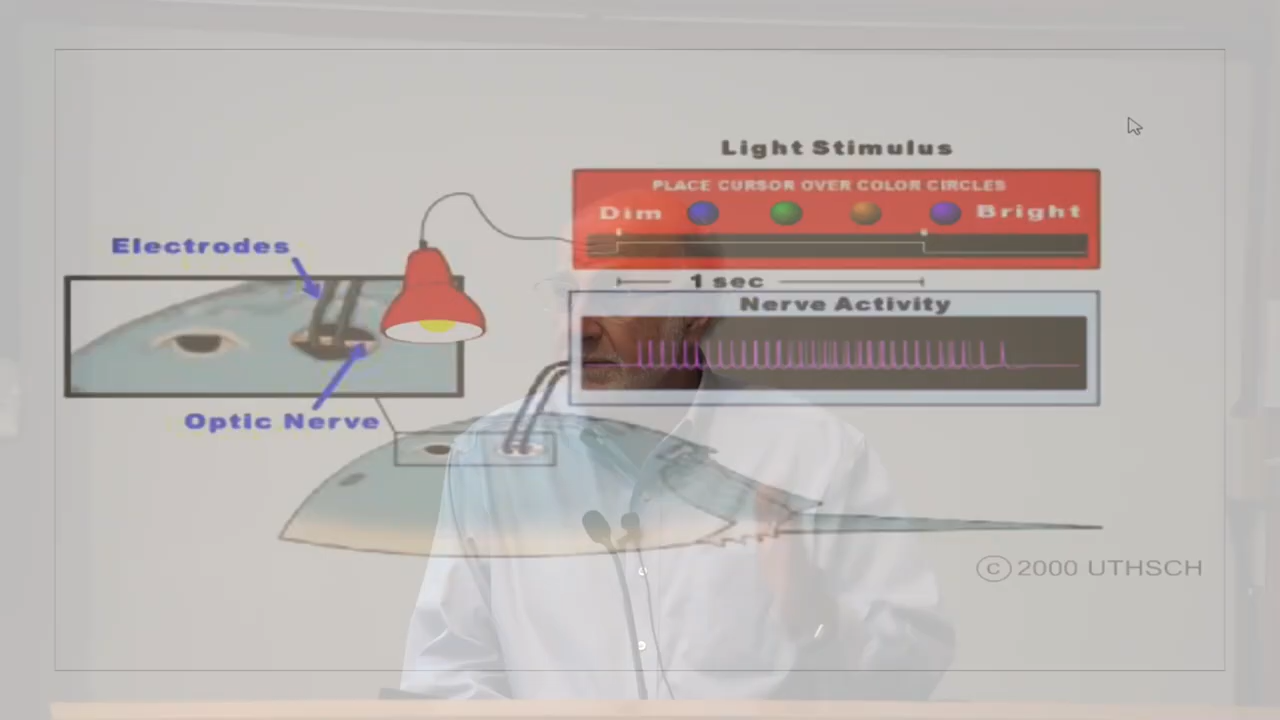 Light Stimulus
PLACE CURSOR OVER COLOR CIRCLES
Dim Bright
Electrodes
1 sec
Nerve Activity
Optic Nerve
© 2000 UTHSCH